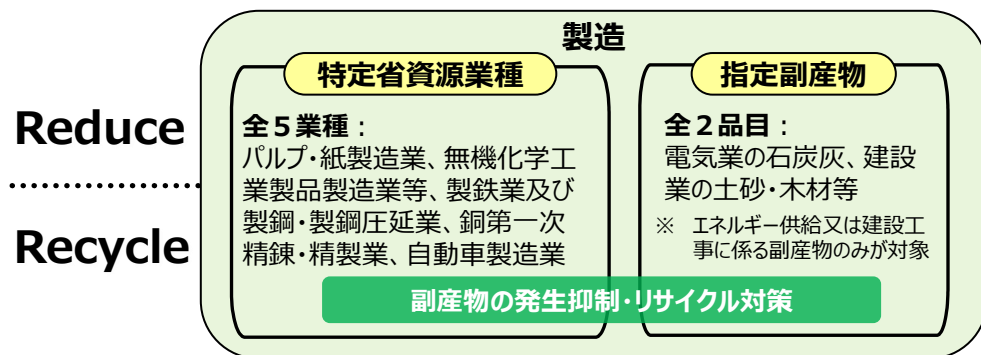 製造
Reduce
Recycle
特定省資源業種
全５業種：
パルプ・紙製造業、無機化学工
業製品製造業等、製鉄業及び
製鋼・製鋼圧延業、銅第一次
精錬・精製業、自動車製造業
指定副産物
全２品目：
電気業の石炭灰、建設
業の土砂・木材等
※ エネルギー供給又は建設工
事に係る副産物のみが対象
副産物の発生抑制・リサイクル対策